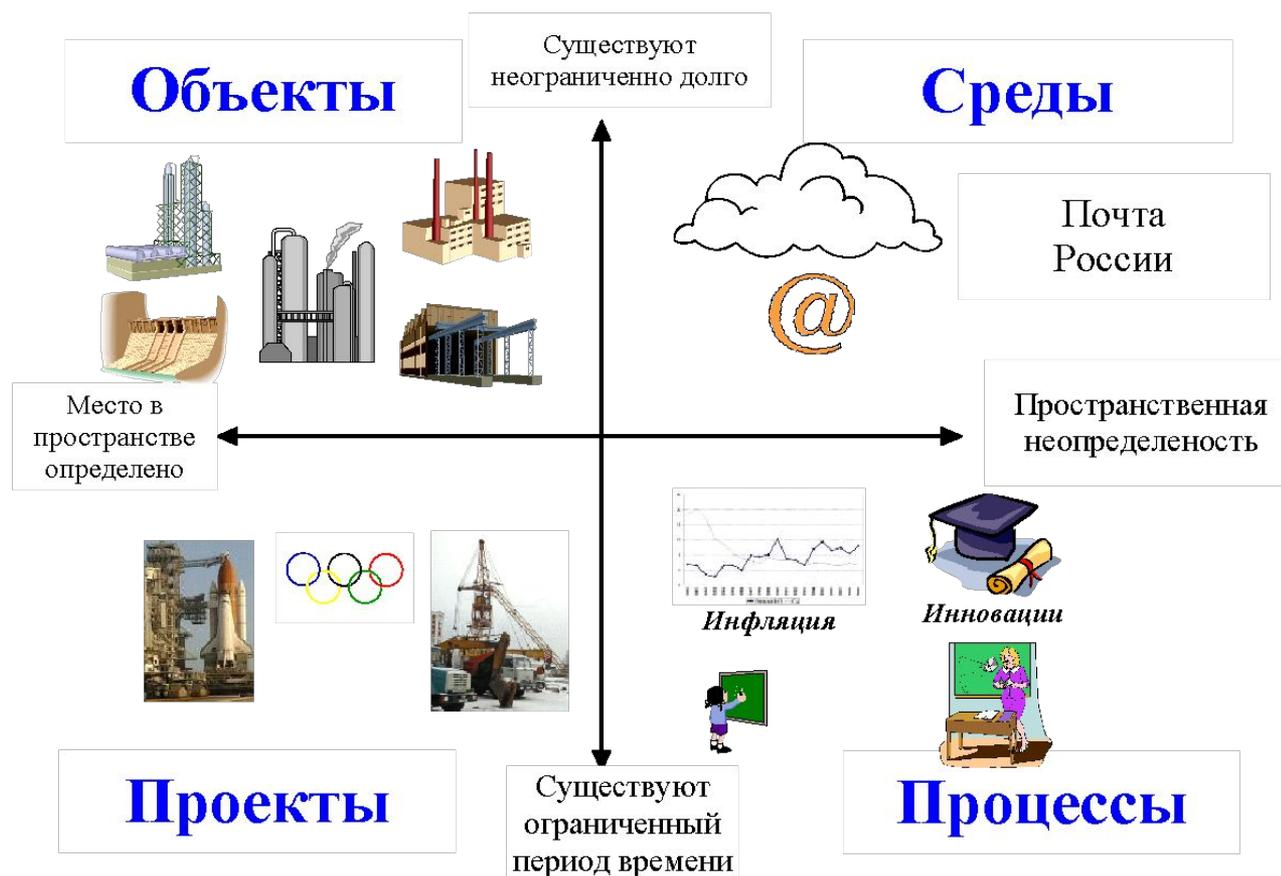 Объекты
Существуют
неограниченно долго
Среды
Почта
России
@
Место в
пространстве
определено
Пространственная
неопределеность
Инфляция
Инновации
Проекты
Существуют
ограниченный
период времени
Процессы